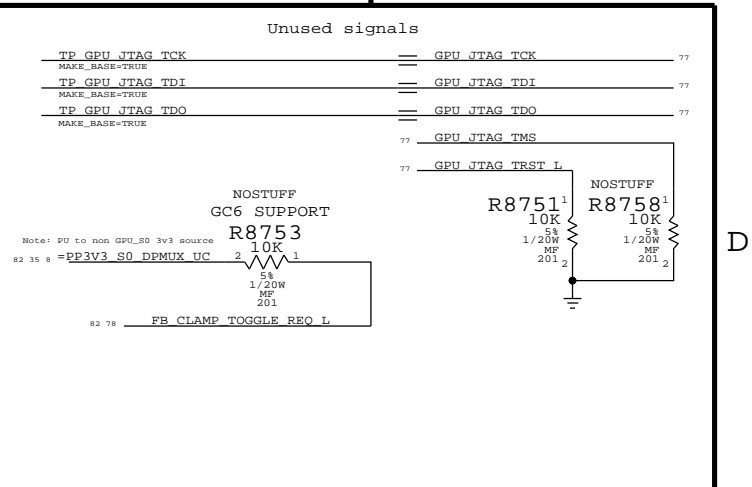 Unused signals
TP_GPU_JTAG_TCK GPU_JTAG_TCK 77
MAKE_BASE=TRUE
TP_GPU_JTAG_TDI GPU_JTAG_TDI 77
MAKE_BASE=TRUE
TP_GPU_JTAG_TDO GPU_JTAG_TDO 77
MAKE_BASE=TRUE
77 GPU_JTAG_TMS
77 GPU_JTAG_TRST_L
NOSTUFF
R8751 1
10K
5%
1/20W
MF
201 2
NOSTUFF
R8758 1
10K
5%
1/20W
MF
201 2
D
NOSTUFF
GC6 SUPPORT
R8753
10K
Note: PU to non GPU_S0 3v3 source
82 35 8 =PP3V3_S0_DPMUX_UC 2 1
5%
1/20W
MF
201
82 78 FB_CLAMP_TOGGLE_REQ_L